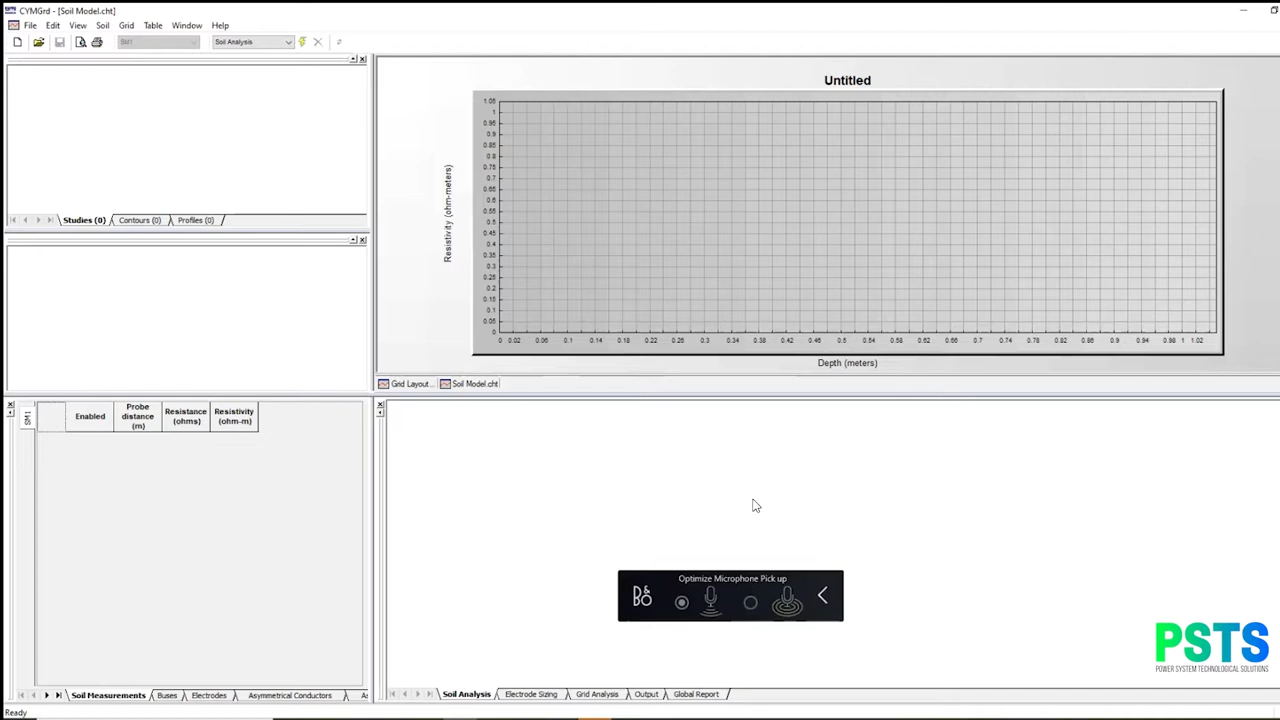 CYMGrd - [Soil Model.cht]
File Edit View Soil Grid Table Window Help
SM1 Soil Analysis
Studies (0) Contours (0) Profiles (0)
Untitled
Resistivity (ohm-meters)
1.05
1
0.95
0.9
0.85
0.8
0.75
0.7
0.65
0.6
0.55
0.5
0.45
0.4
0.35
0.3
0.25
0.2
0.15
0.1
0.05
0
0 0.02 0.06 0.1 0.14 0.18 0.22 0.26 0.3 0.34 0.38 0.42 0.46 0.5 0.54 0.58 0.62 0.66 0.7 0.74 0.78 0.82 0.86 0.9 0.94 0.98 1 1.02
Depth (meters)
Grid Layout... Soil Model.cht
SM1
Enabled Probe distance (m) Resistance (ohms) Resistivity (ohm-m)
Optimize Microphone Pick up
B&O
PSTS
POWER SYSTEM TECHNOLOGICAL SOLUTIONS
Soil Measurements Buses Electrodes Asymmetrical Conductors As
Soil Analysis Electrode Sizing Grid Analysis Output Global Report
Ready